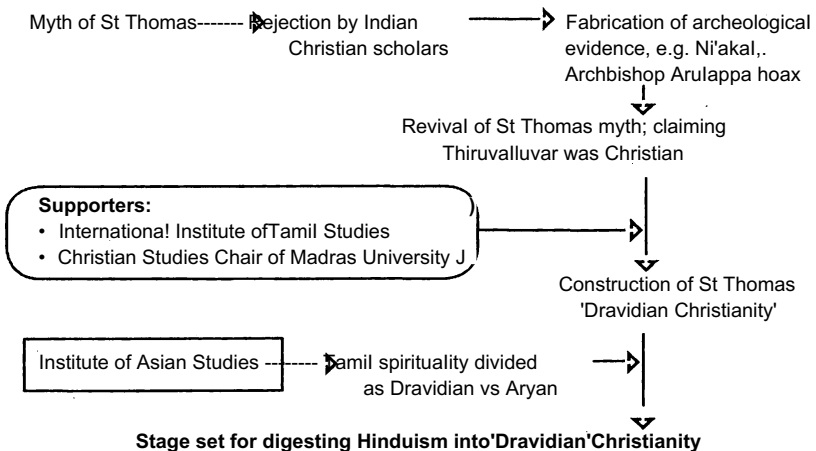 Myth of St Thomas------- Rejection by Indian
Christian scholars
Fabrication of archeological
evidence, e.g. Ni'akal,.
Archbishop Arulappa hoax
Revival of St Thomas myth; claiming
Thiruvalluvar was Christian
Supporters:
• Internationa! Institute ofTamil Studies
• Christian Studies Chair of Madras University J
Construction of St Thomas
'Dravidian Christianity'
Institute of Asian Studies -------- Tamil spirituality divided
as Dravidian vs Aryan
Stage set for digesting Hinduism into'Dravidian'Christianity